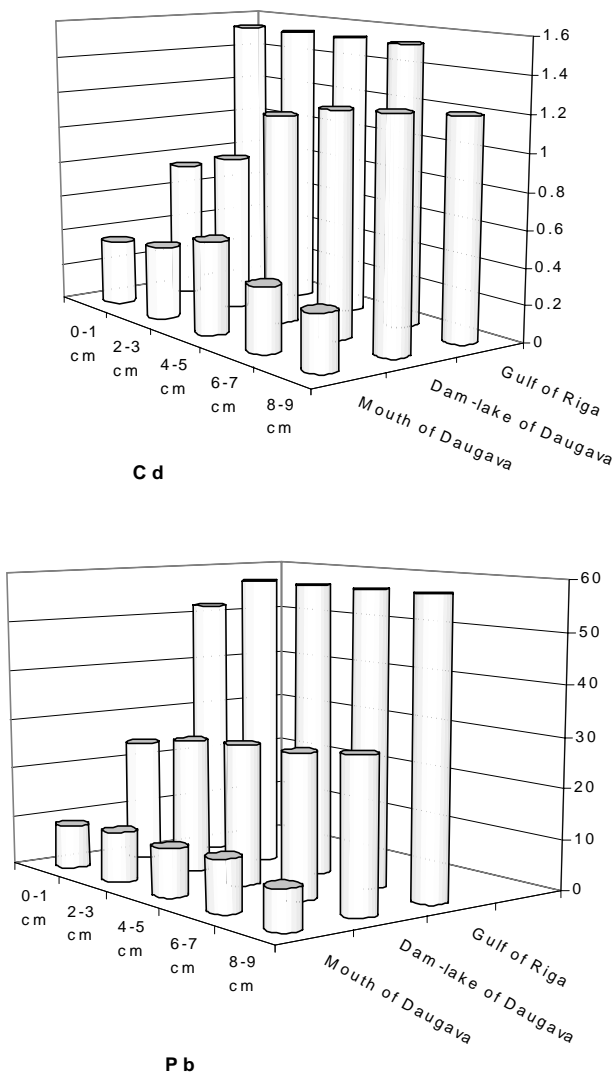 1.6
1.4
1.2
1
0.8
0.6
0.4
0.2
0
0-1
cm
2-3
cm
4-5
cm
6-7
cm
8-9
cm
Gulf of Riga
Dam-lake of Daugava
Mouth of Daugava
Cd
60
50
40
30
20
10
0
0-1
cm
2-3
cm
4-5
cm
6-7
cm
8-9
cm
Gulf of Riga
Dam-lake of Daugava
Mouth of Daugava
Pb